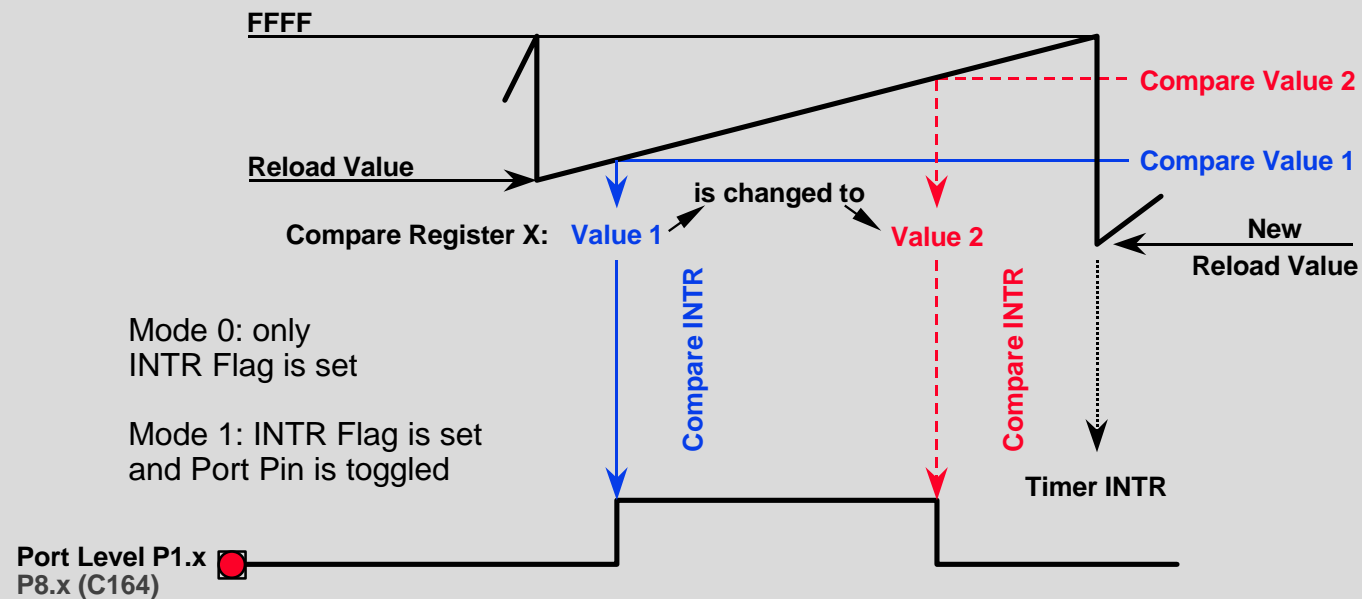 FFFF
Compare Value 2
Reload Value
Compare Value 1
is changed to
Compare Register X: Value 1
Value 2
New
Reload Value
Compare INTR
Compare INTR
Mode 0: only
INTR Flag is set
Mode 1: INTR Flag is set
and Port Pin is toggled
Timer INTR
Port Level P1.x
P8.x (C164)